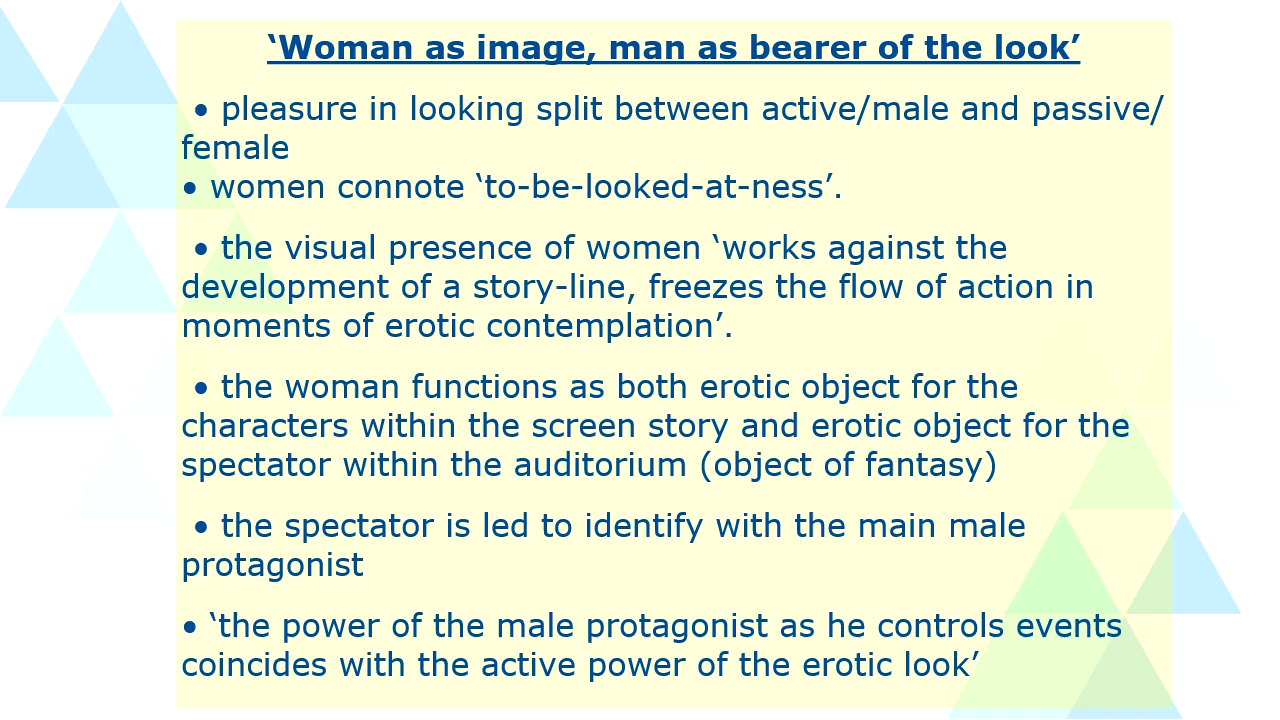 ‘Woman as image, man as bearer of the look’
• pleasure in looking split between active/male and passive/
female
• women connote ‘to-be-looked-at-ness’.
• the visual presence of women ‘works against the
development of a story-line, freezes the flow of action in
moments of erotic contemplation’.
• the woman functions as both erotic object for the
characters within the screen story and erotic object for the
spectator within the auditorium (object of fantasy)
• the spectator is led to identify with the main male
protagonist
• ‘the power of the male protagonist as he controls events
coincides with the active power of the erotic look’